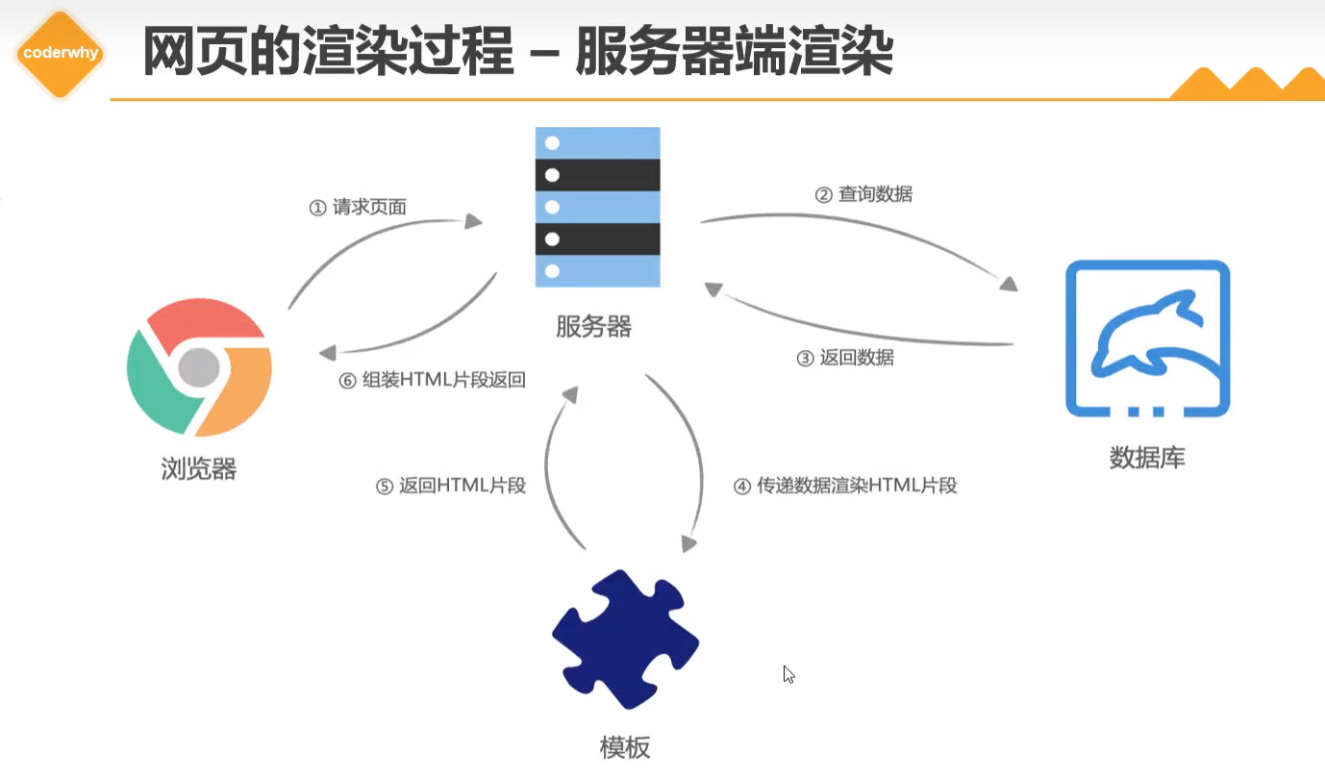 coderwhy
网页的渲染过程 – 服务器端渲染
① 请求页面
② 查询数据
服务器
③ 返回数据
⑥ 组装HTML片段返回
浏览器
数据库
⑤ 返回HTML片段
④ 传递数据渲染HTML片段
模板